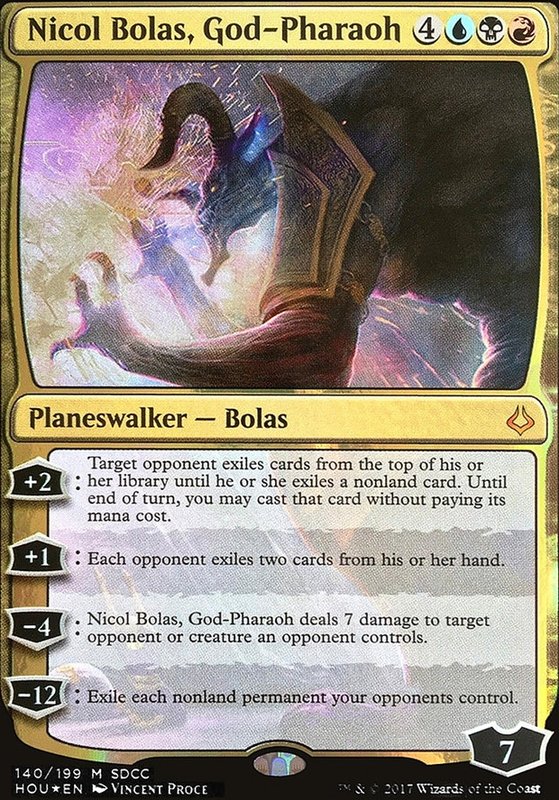 Nicol Bolas, God-Pharaoh 4
Planeswalker — Bolas
+2 : Target opponent exiles cards from the top of his or
her library until he or she exiles a nonland card. Until
end of turn, you may cast that card without paying its
mana cost.
+1 : Each opponent exiles two cards from his or her hand.
-4 : Nicol Bolas, God-Pharaoh deals 7 damage to target
opponent or creature an opponent controls.
-12 : Exile each nonland permanent your opponents control.
7
140/199 M SDCC
HOU★EN Vincent Proce
™ & © 2017 Wizards of the Coast